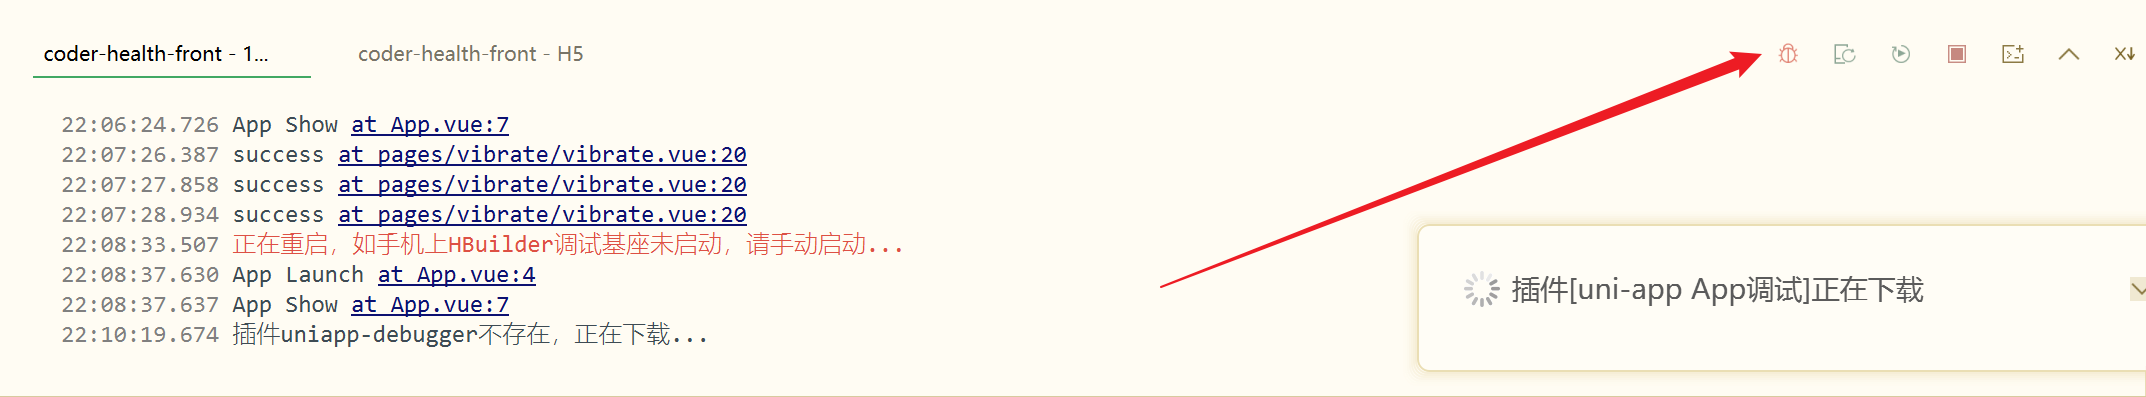 coder-health-front - 1...
coder-health-front - H5
22:06:24.726 App Show at App.vue:7
22:07:26.387 success at pages/vibrate/vibrate.vue:20
22:07:27.858 success at pages/vibrate/vibrate.vue:20
22:07:28.934 success at pages/vibrate/vibrate.vue:20
22:08:33.507 正在重启，如手机上HBuilder调试基座未启动，请手动启动...
22:08:37.630 App Launch at App.vue:4
22:08:37.637 App Show at App.vue:7
22:10:19.674 插件uniapp-debugger不存在，正在下载...
插件[uni-app App调试]正在下载